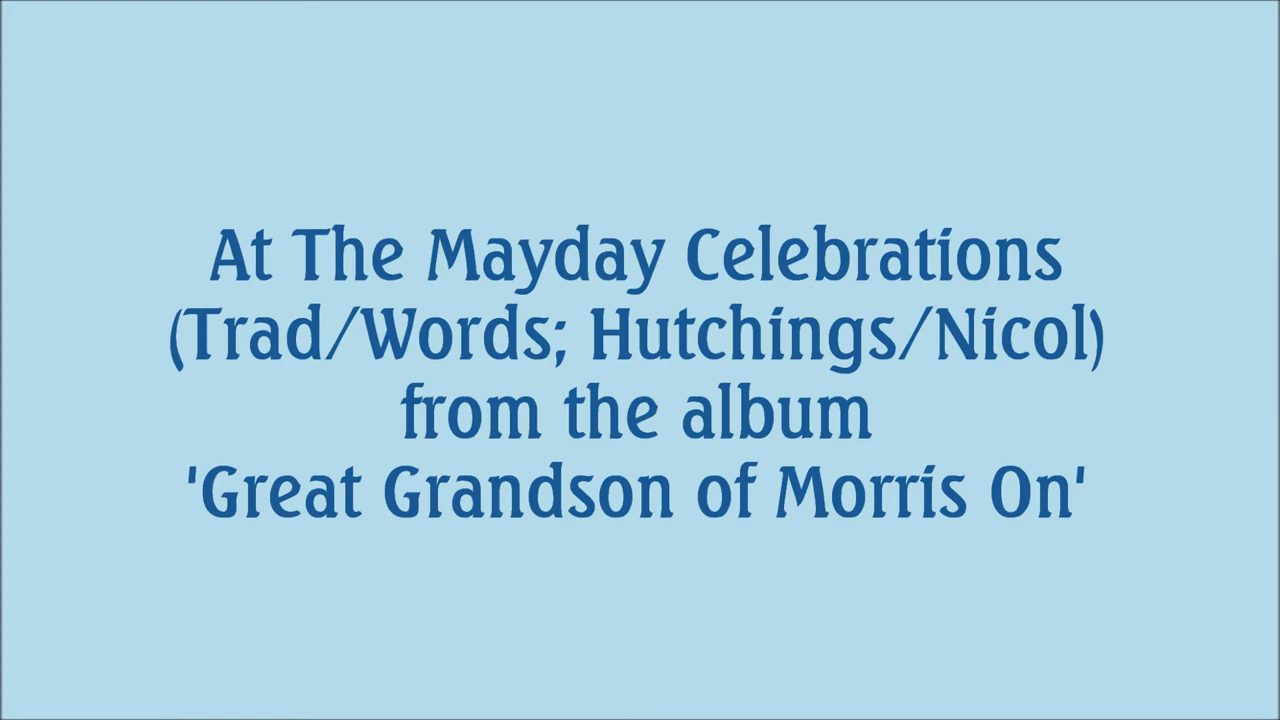 At The Mayday Celebrations
(Trad/Words; Hutchings/Nicol)
from the album
'Great Grandson of Morris On'